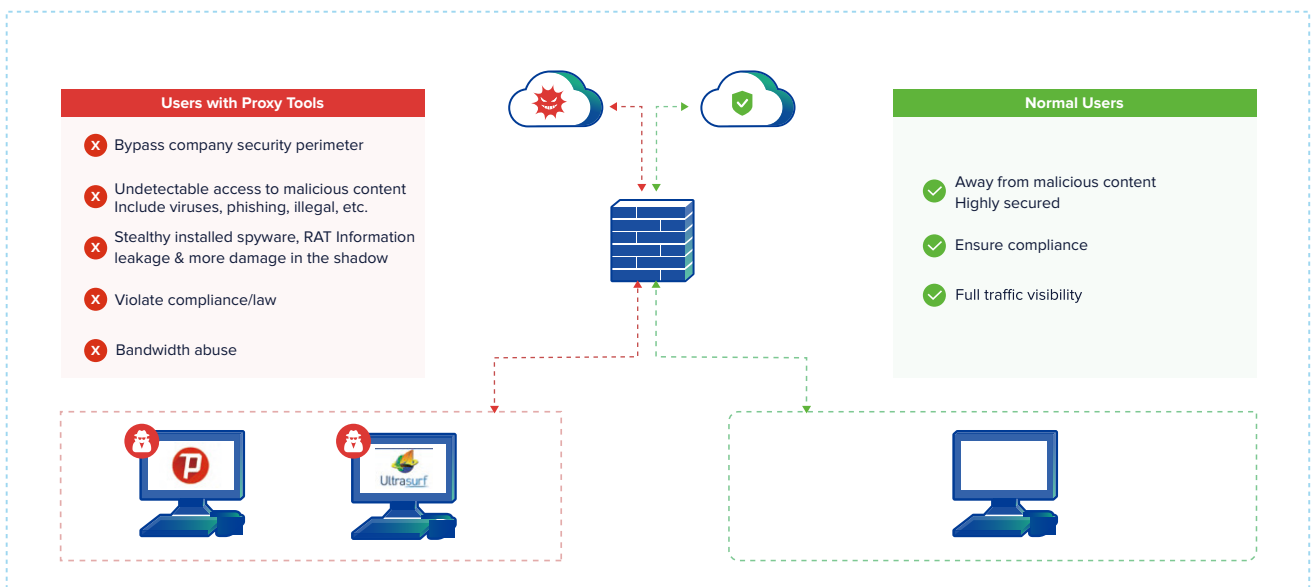 Users with Proxy Tools
X Bypass company security perimeter
X Undetectable access to malicious content
Include viruses, phishing, illegal, etc.
X Stealthy installed spyware, RAT Information
leakage & more damage in the shadow
X Violate compliance/law
X Bandwidth abuse
Normal Users
Away from malicious content
Highly secured
Ensure compliance
Full traffic visibility
P
Ultrasurf